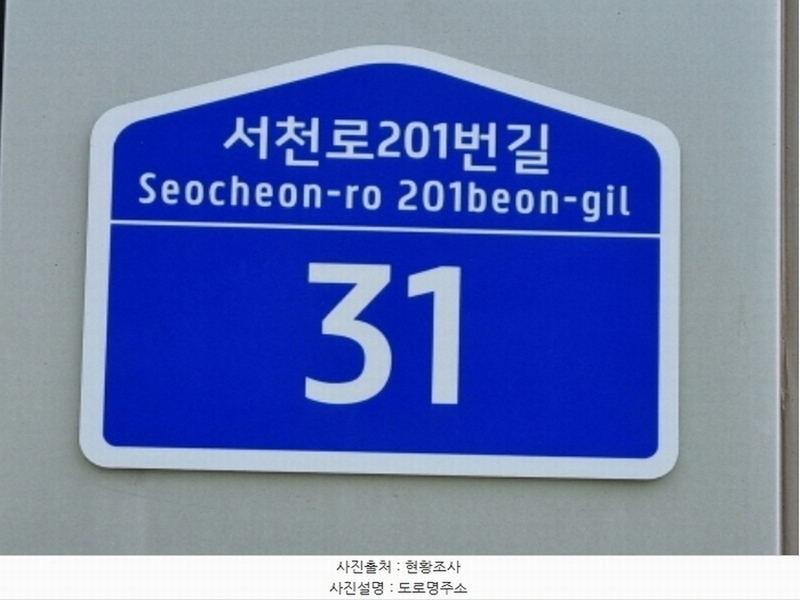 서천로201번길
Seocheon-ro 201beon-gil
31
사진출처 : 현황조사
사진설명 : 도로명주소